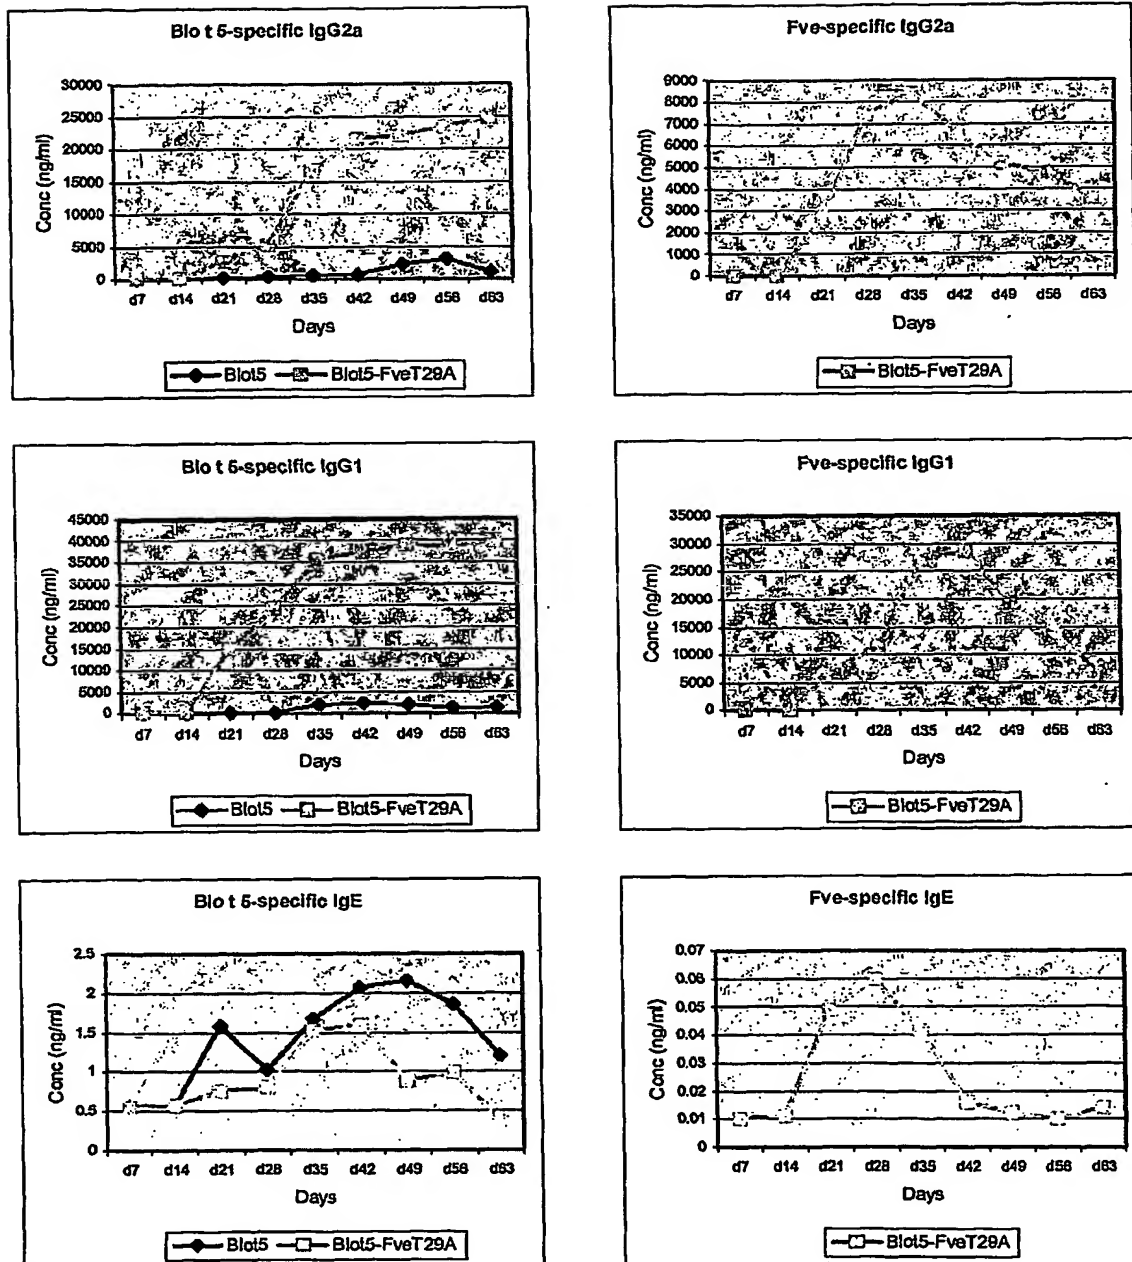 Blo t 5-specific IgG2a
Conc (ng/ml)
30000
25000
20000
15000
10000
5000
0
d7 d14 d21 d28 d35 d42 d49 d56 d63
Days
Blot5 Blot5-FveT29A
Fve-specific IgG2a
Conc (ng/ml)
9000
8000
7000
6000
5000
4000
3000
2000
1000
0
d7 d14 d21 d28 d35 d42 d49 d56 d63
Days
Blot5-FveT29A
Blo t 5-specific IgG1
Conc (ng/ml)
45000
40000
35000
30000
25000
20000
15000
10000
5000
0
d7 d14 d21 d28 d35 d42 d49 d56 d63
Days
Blot5 Blot5-FveT29A
Fve-specific IgG1
Conc (ng/ml)
35000
30000
25000
20000
15000
10000
5000
0
d7 d14 d21 d28 d35 d42 d49 d56 d63
Days
Blot5-FveT29A
Blo t 5-specific IgE
Conc (ng/ml)
2.5
2
1.5
1
0.5
0
d7 d14 d21 d28 d35 d42 d49 d56 d63
Days
Blot5 Blot5-FveT29A
Fve-specific IgE
Conc (ng/ml)
0.07
0.06
0.05
0.04
0.03
0.02
0.01
0
d7 d14 d21 d28 d35 d42 d49 d56 d63
Days
Blot5-FveT29A